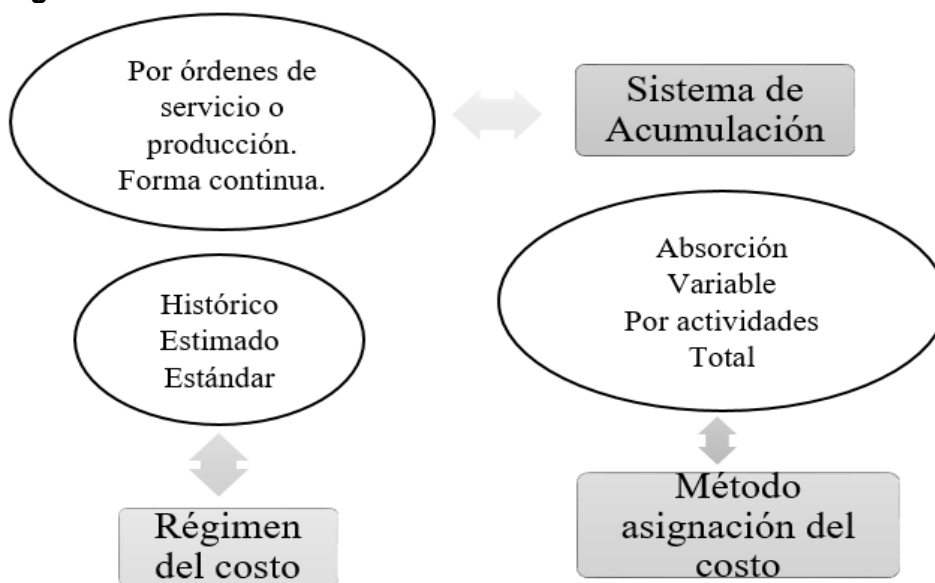 Por órdenes de
servicio o
producción.
Forma continua.
Sistema de
Acumulación
Histórico
Estimado
Estándar
Absorción
Variable
Por actividades
Total
Régimen
del costo
Método
asignación del
costo